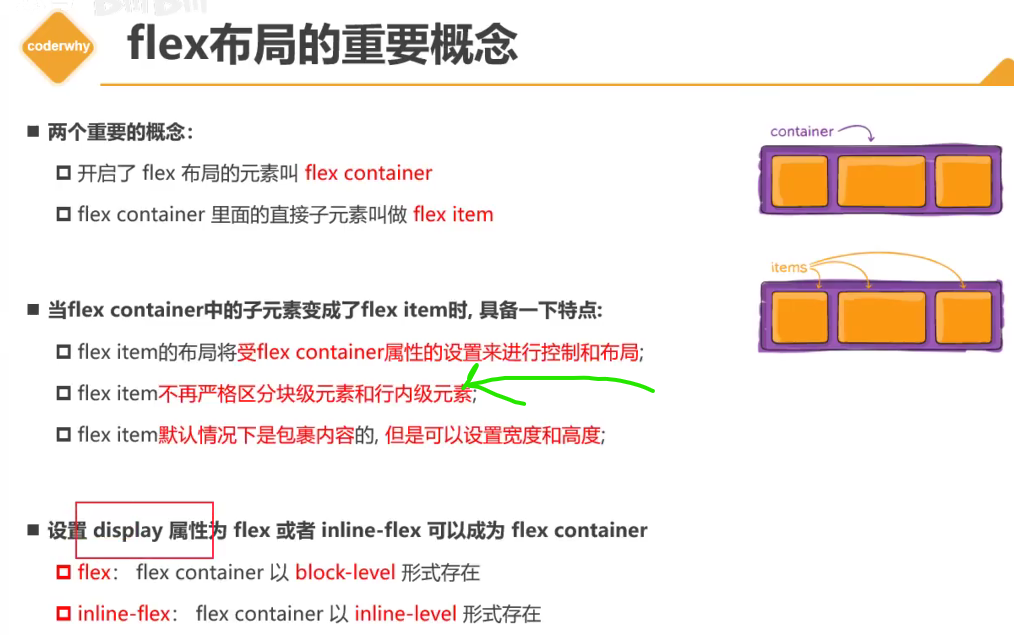 coderwhy
flex布局的重要概念
两个重要的概念：
开启了 flex 布局的元素叫 flex container
flex container 里面的直接子元素叫做 flex item
container
items
当flex container中的子元素变成了flex item时, 具备一下特点:
flex item的布局将受flex container属性的设置来进行控制和布局;
flex item不再严格区分块级元素和行内级元素;
flex item默认情况下是包裹内容的, 但是可以设置宽度和高度;
设置 display 属性为 flex 或者 inline-flex 可以成为 flex container
flex： flex container 以 block-level 形式存在
inline-flex： flex container 以 inline-level 形式存在